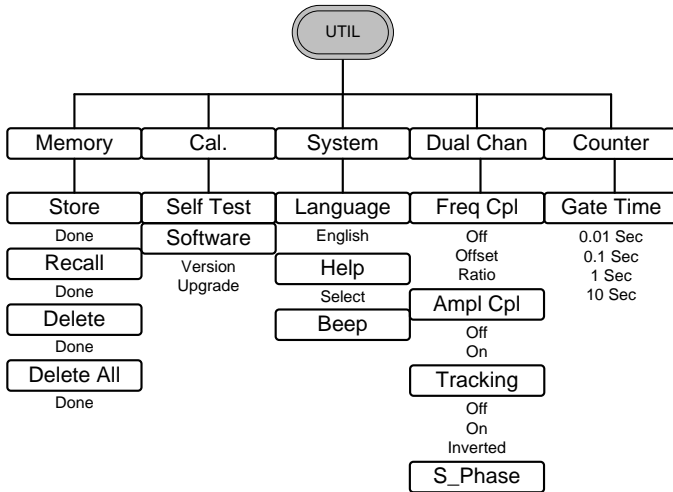 UTIL
Memory
Cal.
System
Dual Chan
Counter
Store
Done
Recall
Done
Delete
Done
Delete All
Done
Self Test
Software
Version
Upgrade
Language
English
Help
Select
Beep
Freq Cpl
Off
Offset
Ratio
Ampl Cpl
Off
On
Tracking
Off
On
Inverted
S_Phase
Gate Time
0.01 Sec
0.1 Sec
1 Sec
10 Sec